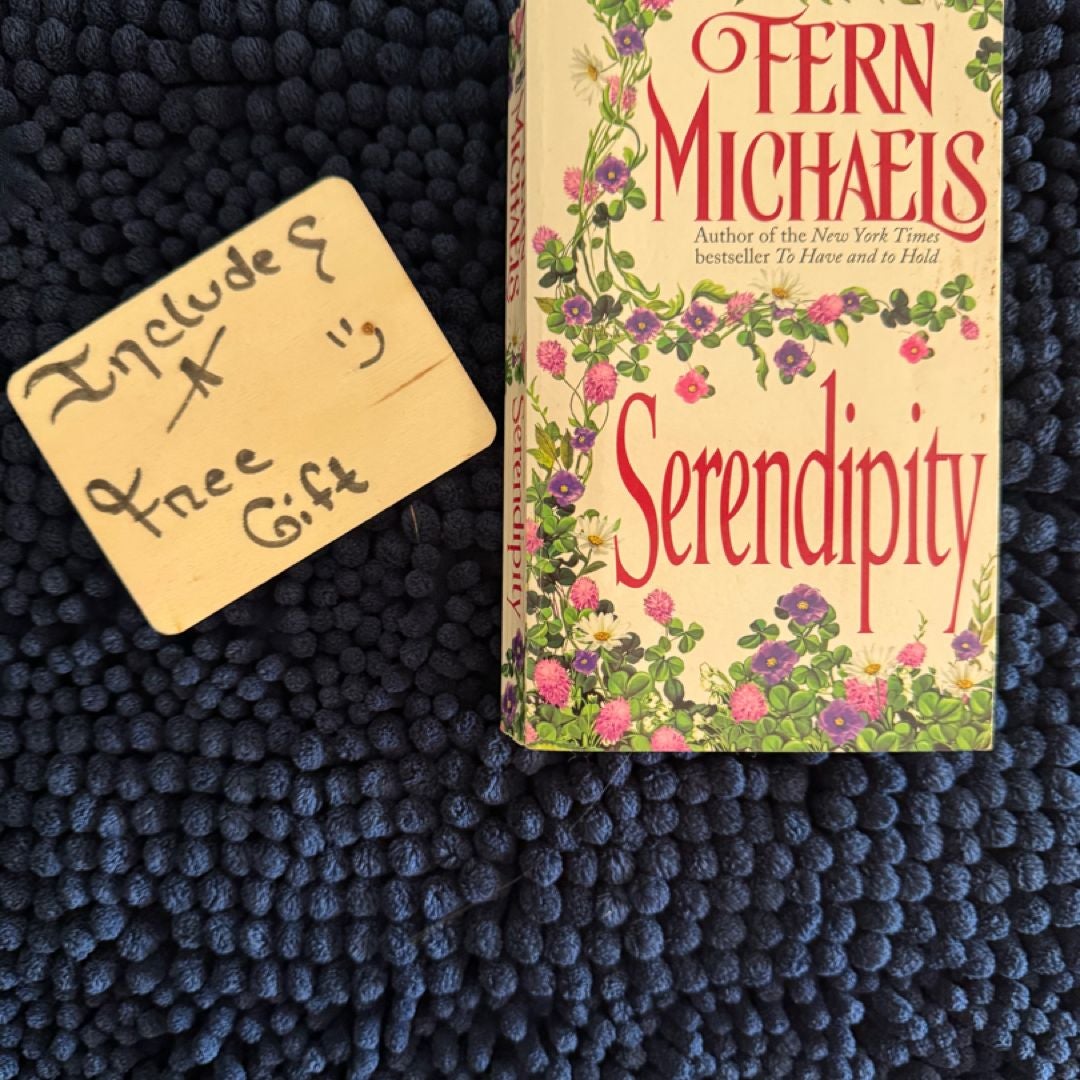 Includes
A
Free
Gift
FERN
MICHAELS
Author of the New York Times
bestseller To Have and to Hold
Serendipity
MICHAELS
Serendipity